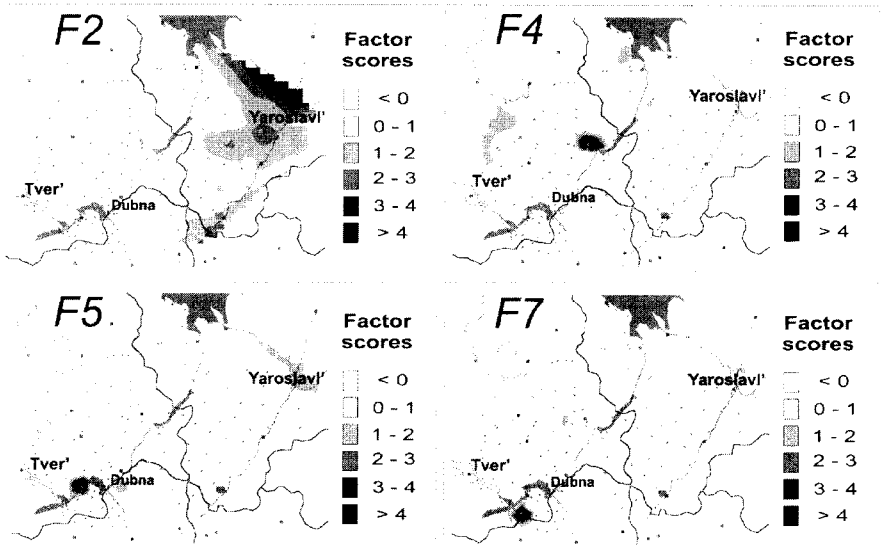 F2
Factor
scores
< 0
0 - 1
1 - 2
2 - 3
3 - 4
> 4
Yaroslavl'
Tver'
Dubna
F4
Factor
scores
< 0
0 - 1
1 - 2
2 - 3
3 - 4
> 4
Yaroslavl'
Tver'
Dubna
F5
Factor
scores
< 0
0 - 1
1 - 2
2 - 3
3 - 4
> 4
Yaroslavl'
Tver'
Dubna
F7
Factor
scores
< 0
0 - 1
1 - 2
2 - 3
3 - 4
> 4
Yaroslavl'
Tver'
Dubna